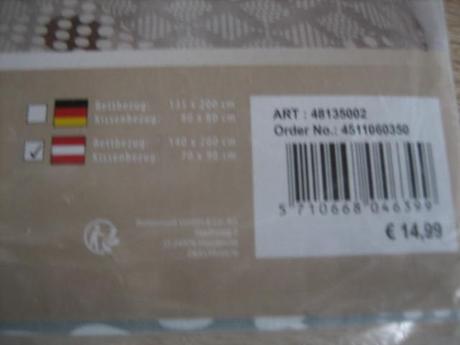 Bettbezug: 135 x 200 cm
Kissenbezug: 80 x 80 cm
Bettbezug: 140 x 200 cm
Kissenbezug: 70 x 90 cm
ART : 48135002
Order No.: 4511060350
5 710668 046399
€ 14,99